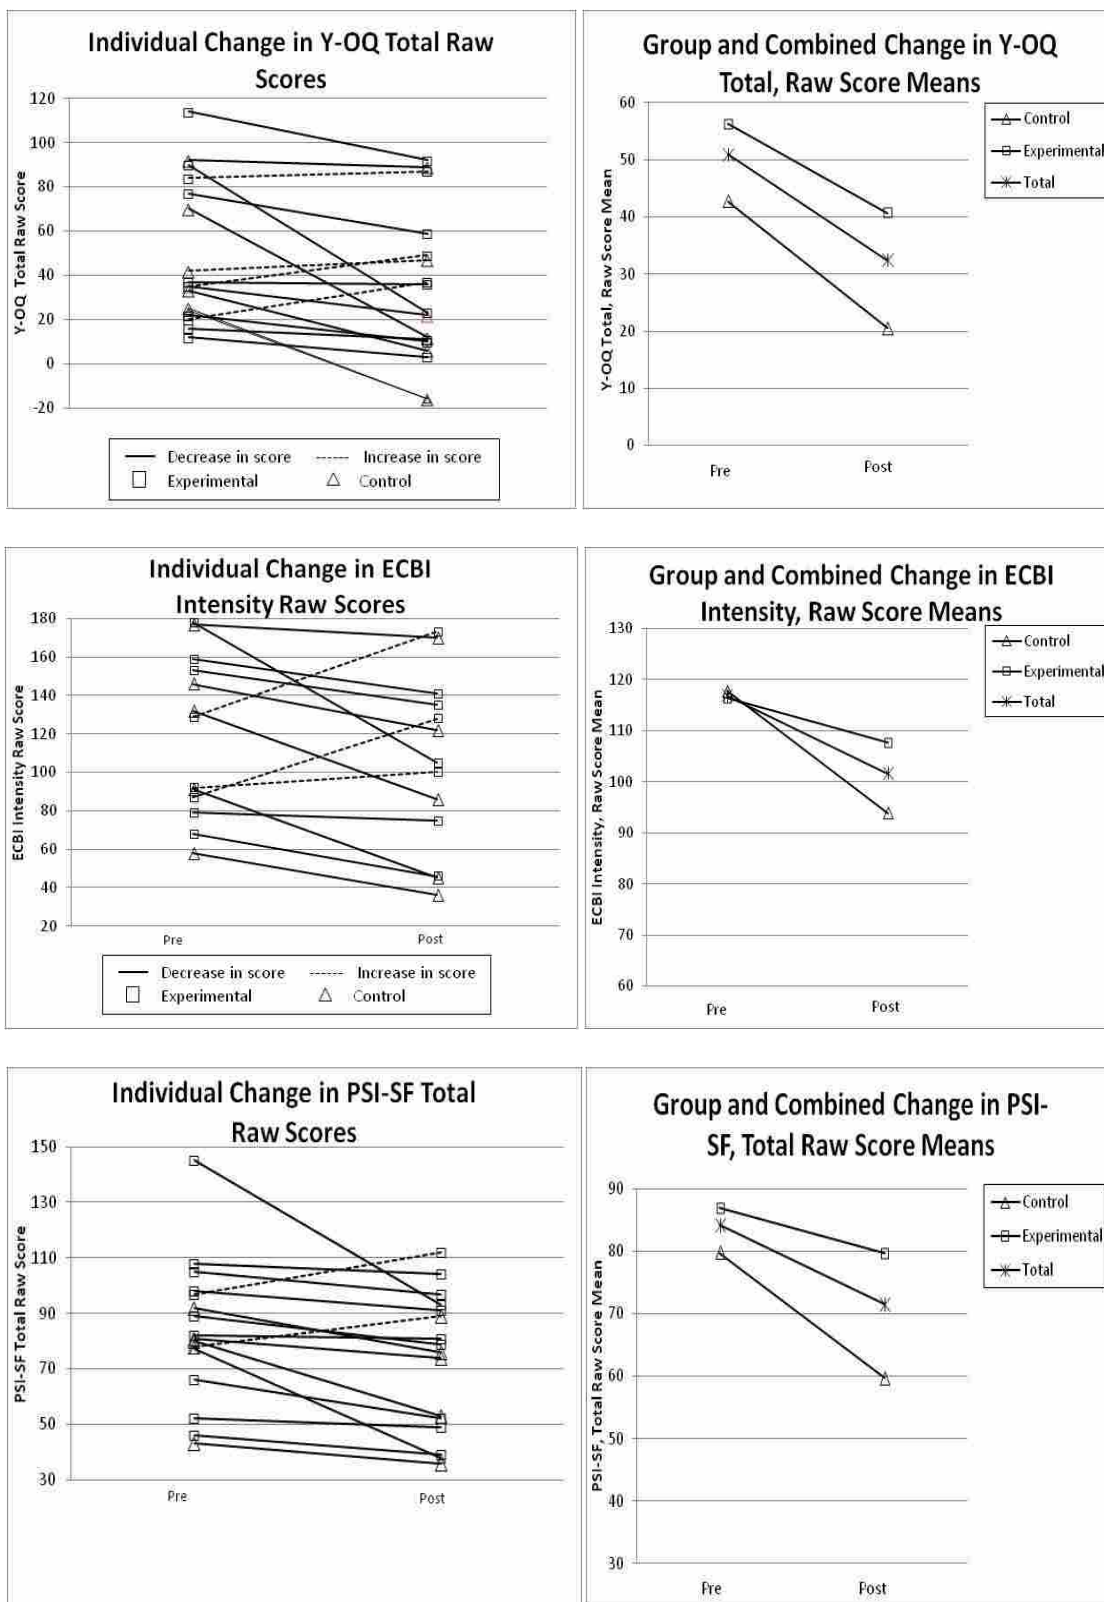 Individual Change in Y-OQ Total Raw
Scores
Y-OQ Total Raw Score
120
100
80
60
40
20
0
-20
Decrease in score
Increase in score
Experimental
Control
Group and Combined Change in Y-OQ
Total, Raw Score Means
Y-OQ Total, Raw Score Mean
60
50
40
30
20
10
0
Pre
Post
Control
Experimental
Total
Individual Change in ECBI
Intensity Raw Scores
ECBI Intensity Raw Score
180
160
140
120
100
80
60
40
20
Pre
Post
Decrease in score
Increase in score
Experimental
Control
Group and Combined Change in ECBI
Intensity, Raw Score Means
ECBI Intensity, Raw Score Mean
130
120
110
100
90
80
70
60
Pre
Post
Control
Experimental
Total
Individual Change in PSI-SF Total
Raw Scores
PSI-SF Total Raw Score
150
130
110
90
70
50
30
Pre
Post
Group and Combined Change in PSI-
SF, Total Raw Score Means
PSI-SF, Total Raw Score Mean
90
80
70
60
50
40
30
Pre
Post
Control
Experimental
Total